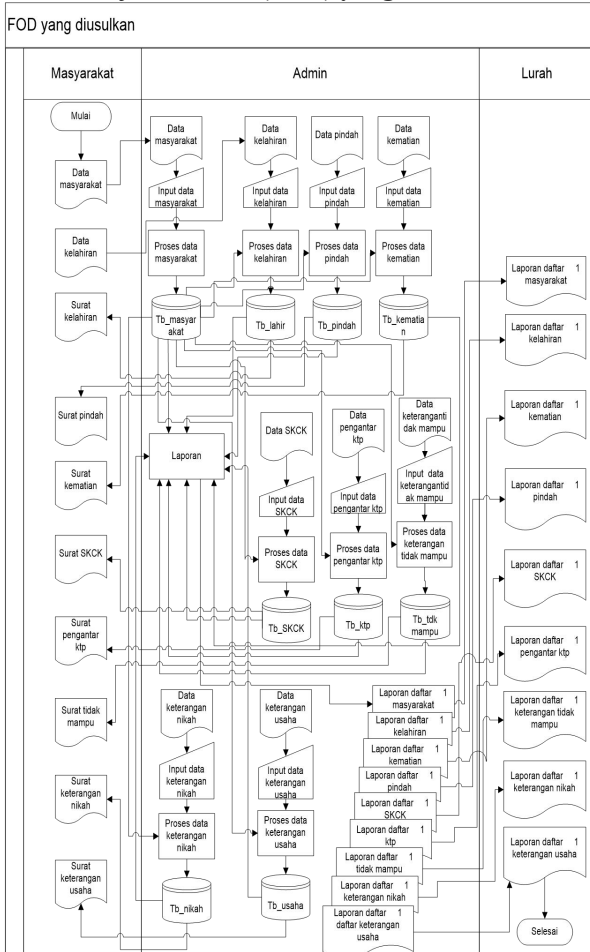 FOD yang diusulkan
Masyarakat
Admin
Lurah
Mulai
Data
masyarakat
Data
kelahiran
Surat
kelahiran
Surat pindah
Surat
kematian
Surat SKCK
Surat
pengantar
ktp
Surat tidak
mampu
Surat
keterangan
nikah
Surat
keterangan
usaha
Data
masyarakat
Data
kelahiran
Data pindah
Data
kematian
Input data
masyarakat
Input data
kelahiran
Input data
pindah
Input data
kematian
Proses data
masyarakat
Proses data
kelahiran
Proses data
pindah
Proses data
kematian
Tb_masyar
akat
Tb_lahir
Tb_pindah
Tb_kematia
n
Laporan
Data SKCK
Data
pengantar
ktp
Data
keteranganti
dak mampu
Input data
SKCK
Input data
pengantar ktp
Input data
keterangantid
ak mampu
Proses data
SKCK
Proses data
pengantar ktp
Proses data
keterangan
tidak mampu
Tb_SKCK
Tb_ktp
Tb_tdk
mampu
Data
keterangan
nikah
Data
keterangan
usaha
Input data
keterangan
nikah
Input data
keterangan
usaha
Proses data
keterangan
nikah
Proses data
keterangan
usaha
Tb_nikah
Tb_usaha
Laporan daftar 1
masyarakat
Laporan daftar 1
kelahiran
Laporan daftar 1
kematian
Laporan daftar 1
pindah
Laporan daftar 1
SKCK
Laporan daftar 1
ktp
Laporan daftar 1
tidak mampu
Laporan daftar 1
keterangan nikah
Laporan daftar 1
daftar keterangan
usaha
Laporan daftar 1
masyarakat
Laporan daftar 1
kelahiran
Laporan daftar 1
kematian
Laporan daftar 1
pindah
Laporan daftar 1
SKCK
Laporan daftar 1
pengantar ktp
Laporan daftar 1
keterangan tidak
mampu
Laporan daftar 1
keterangan nikah
Laporan daftar 1
keterangan usaha
Selesai